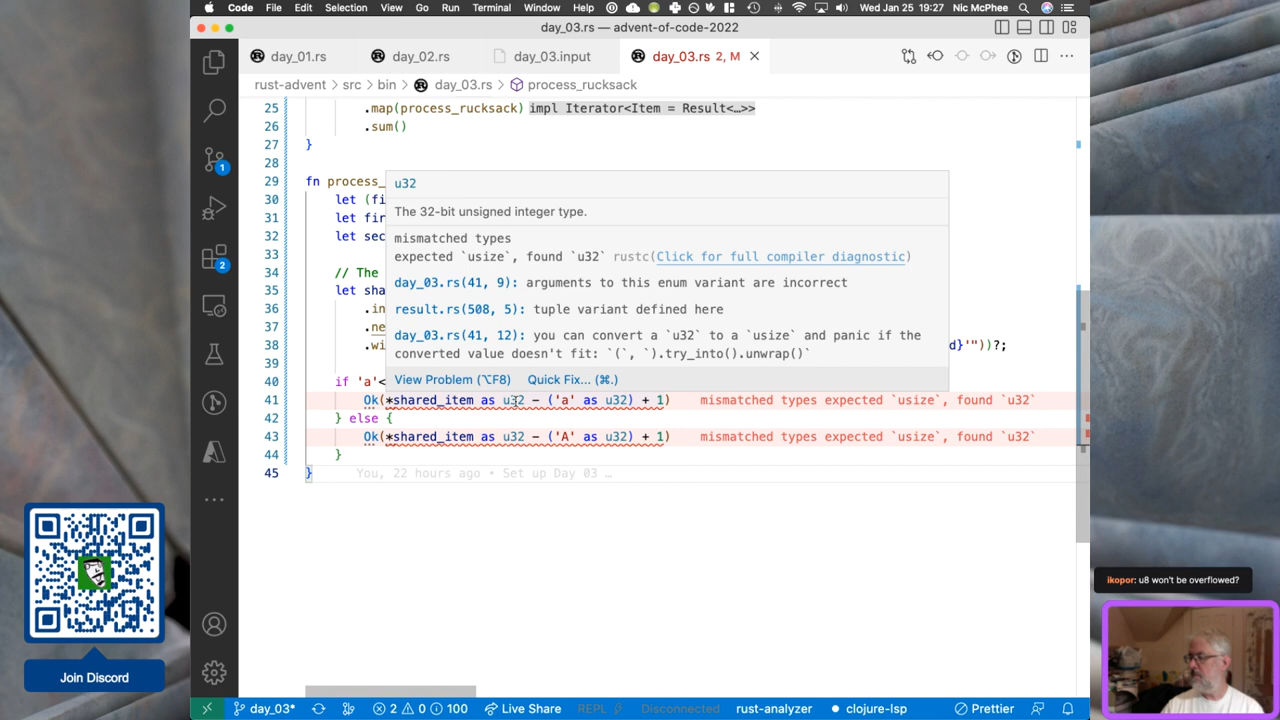 Code File Edit Selection View Go Run Terminal Window Help Wed Jan 25 19:27 Nic McPhee
day_03.rs — advent-of-code-2022
day_01.rs day_02.rs day_03.input day_03.rs 2, M
rust-advent › src › bin › day_03.rs › process_rucksack
25 .map(process_rucksack) impl Iterator<Item = Result<…>>
26 .sum()
27 }
28
29 fn process_
30 let (fi
31 let fir
32 let sec
33
34 // The
35 let sha
36 .in
37 .ne
38 .wi d}'"))?;
39
40 if 'a'<
u32
The 32-bit unsigned integer type.
mismatched types
expected `usize`, found `u32` rustc(Click for full compiler diagnostic)
day_03.rs(41, 9): arguments to this enum variant are incorrect
result.rs(508, 5): tuple variant defined here
day_03.rs(41, 12): you can convert a `u32` to a `usize` and panic if the
converted value doesn't fit: `(`, `).try_into().unwrap()`
View Problem (⌥F8) Quick Fix... (⌘.)
41 Ok(*shared_item as u32 - ('a' as u32) + 1) mismatched types expected `usize`, found `u32`
42 } else {
43 Ok(*shared_item as u32 - ('A' as u32) + 1) mismatched types expected `usize`, found `u32`
44 }
45 } You, 22 hours ago • Set up Day 03 …
1
2
Join Discord
ikopor: u8 won't be overflowed?
day_03* 2 0 100 Live Share REPL Disconnected rust-analyzer clojure-lsp Prettier